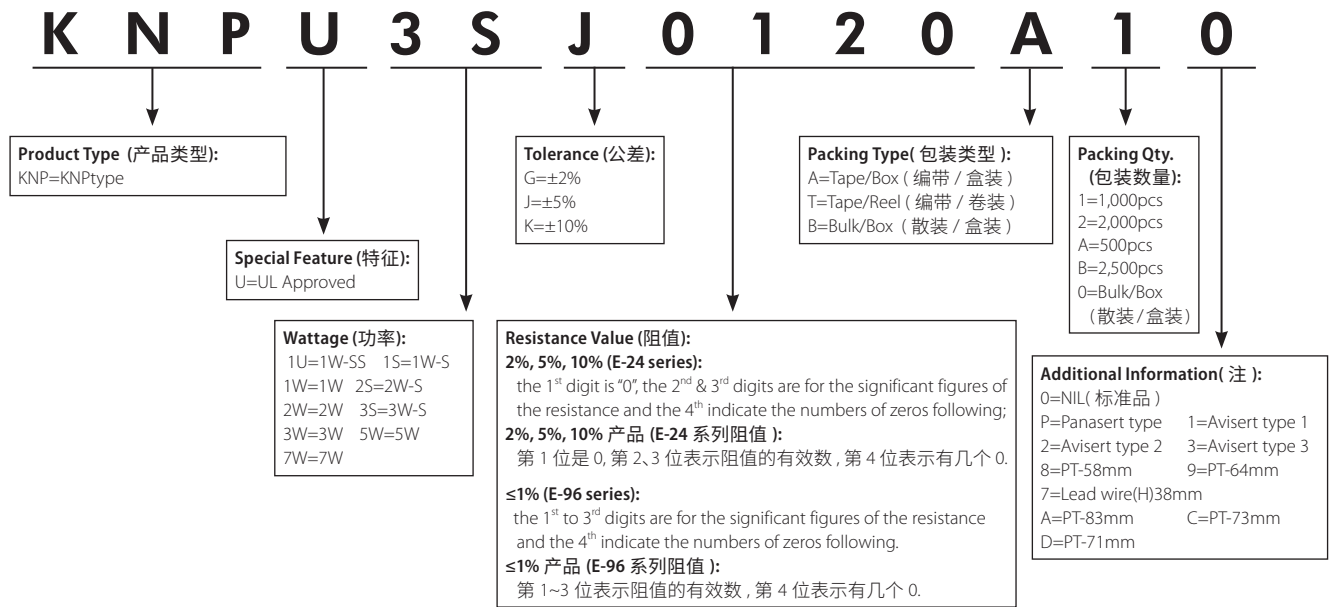 K N P U 3 S J 0 1 2 0 A 1 0
Product Type (产品类型):
KNP=KNPtype
Special Feature (特征):
U=UL Approved
Wattage (功率):
1U=1W-SS 1S=1W-S
1W=1W 2S=2W-S
2W=2W 3S=3W-S
3W=3W 5W=5W
7W=7W
Tolerance (公差):
G=±2%
J=±5%
K=±10%
Resistance Value (阻值):
2%, 5%, 10% (E-24 series):
the 1st digit is “0”, the 2nd & 3rd digits are for the significant figures of
the resistance and the 4th indicate the numbers of zeros following;
2%, 5%, 10% 产品 (E-24 系列阻值 ):
第 1 位是 0, 第 2、3 位表示阻值的有效数 , 第 4 位表示有几个 0.
≤1% (E-96 series):
the 1st to 3rd digits are for the significant figures of the resistance
and the 4th indicate the numbers of zeros following.
≤1% 产品 (E-96 系列阻值 ):
第 1~3 位表示阻值的有效数 , 第 4 位表示有几个 0.
Packing Type( 包装类型 ):
A=Tape/Box ( 编带 / 盒装 )
T=Tape/Reel ( 编带 / 卷装 )
B=Bulk/Box ( 散装 / 盒装 )
Packing Qty.
(包装数量):
1=1,000pcs
2=2,000pcs
A=500pcs
B=2,500pcs
0=Bulk/Box
(散装/盒装)
Additional Information( 注 ):
0=NIL( 标准品 )
P=Panasert type 1=Avisert type 1
2=Avisert type 2 3=Avisert type 3
8=PT-58mm 9=PT-64mm
7=Lead wire(H)38mm
A=PT-83mm C=PT-73mm
D=PT-71mm